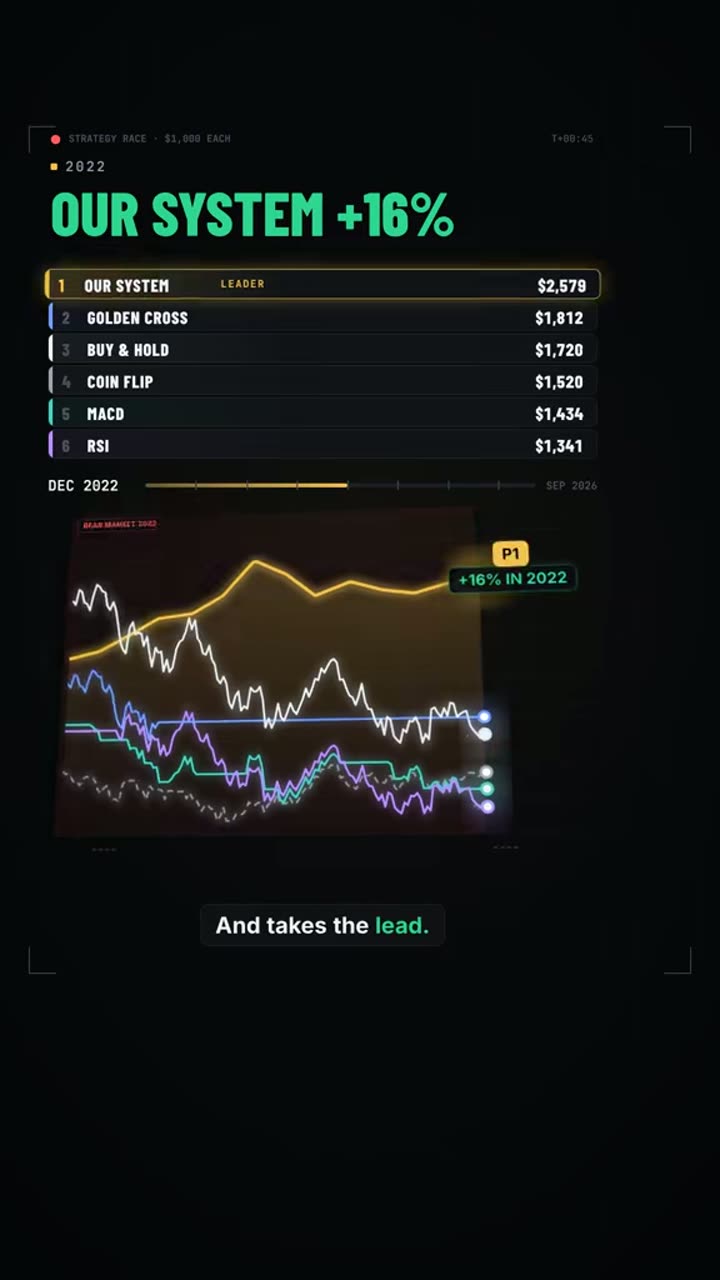 STRATEGY RACE · $1,000 EACH T+00:45
2022
OUR SYSTEM +16%
1 OUR SYSTEM LEADER $2,579
2 GOLDEN CROSS $1,812
3 BUY & HOLD $1,720
4 COIN FLIP $1,520
5 MACD $1,434
6 RSI $1,341
DEC 2022 SEP 2026
BEAR MARKET 2022
P1
+16% IN 2022
And takes the lead.